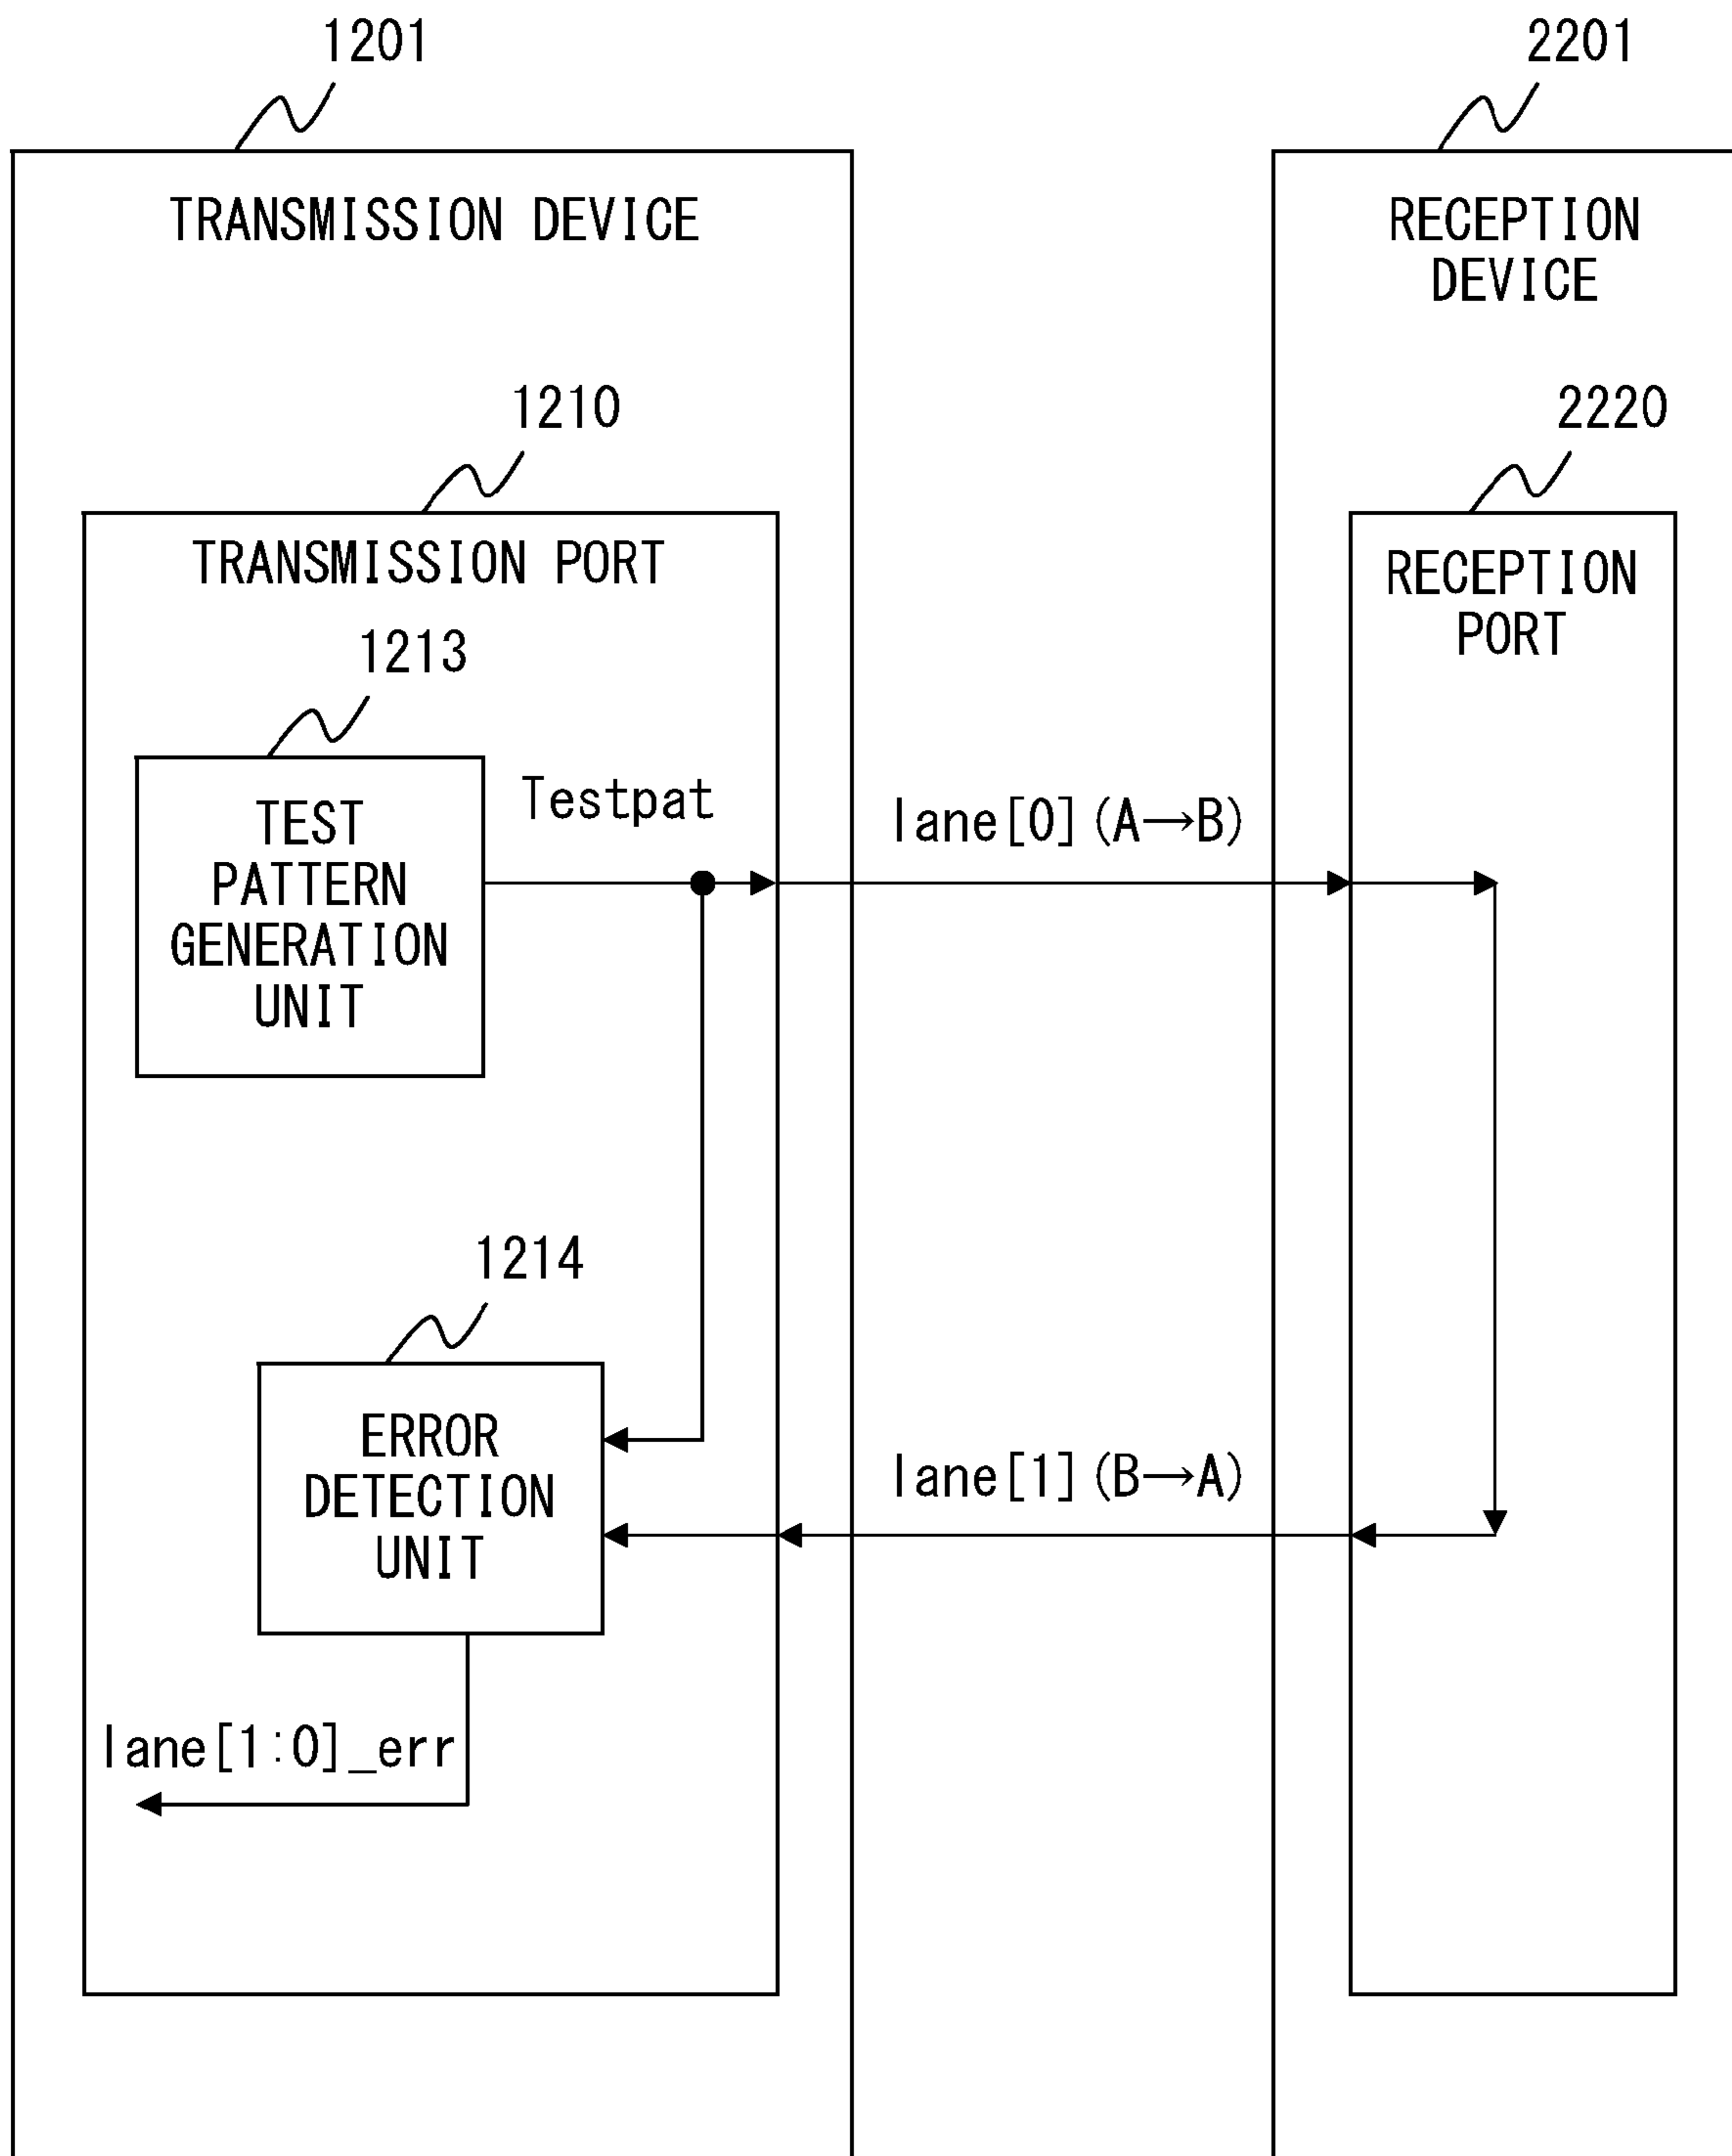 1201
2201
TRANSMISSION DEVICE
RECEPTION
DEVICE
1210
2220
TRANSMISSION PORT
RECEPTION
PORT
1213
TEST
PATTERN
GENERATION
UNIT
Testpat
lane[0](A→B)
1214
ERROR
DETECTION
UNIT
lane[1](B→A)
lane[1:0]_err